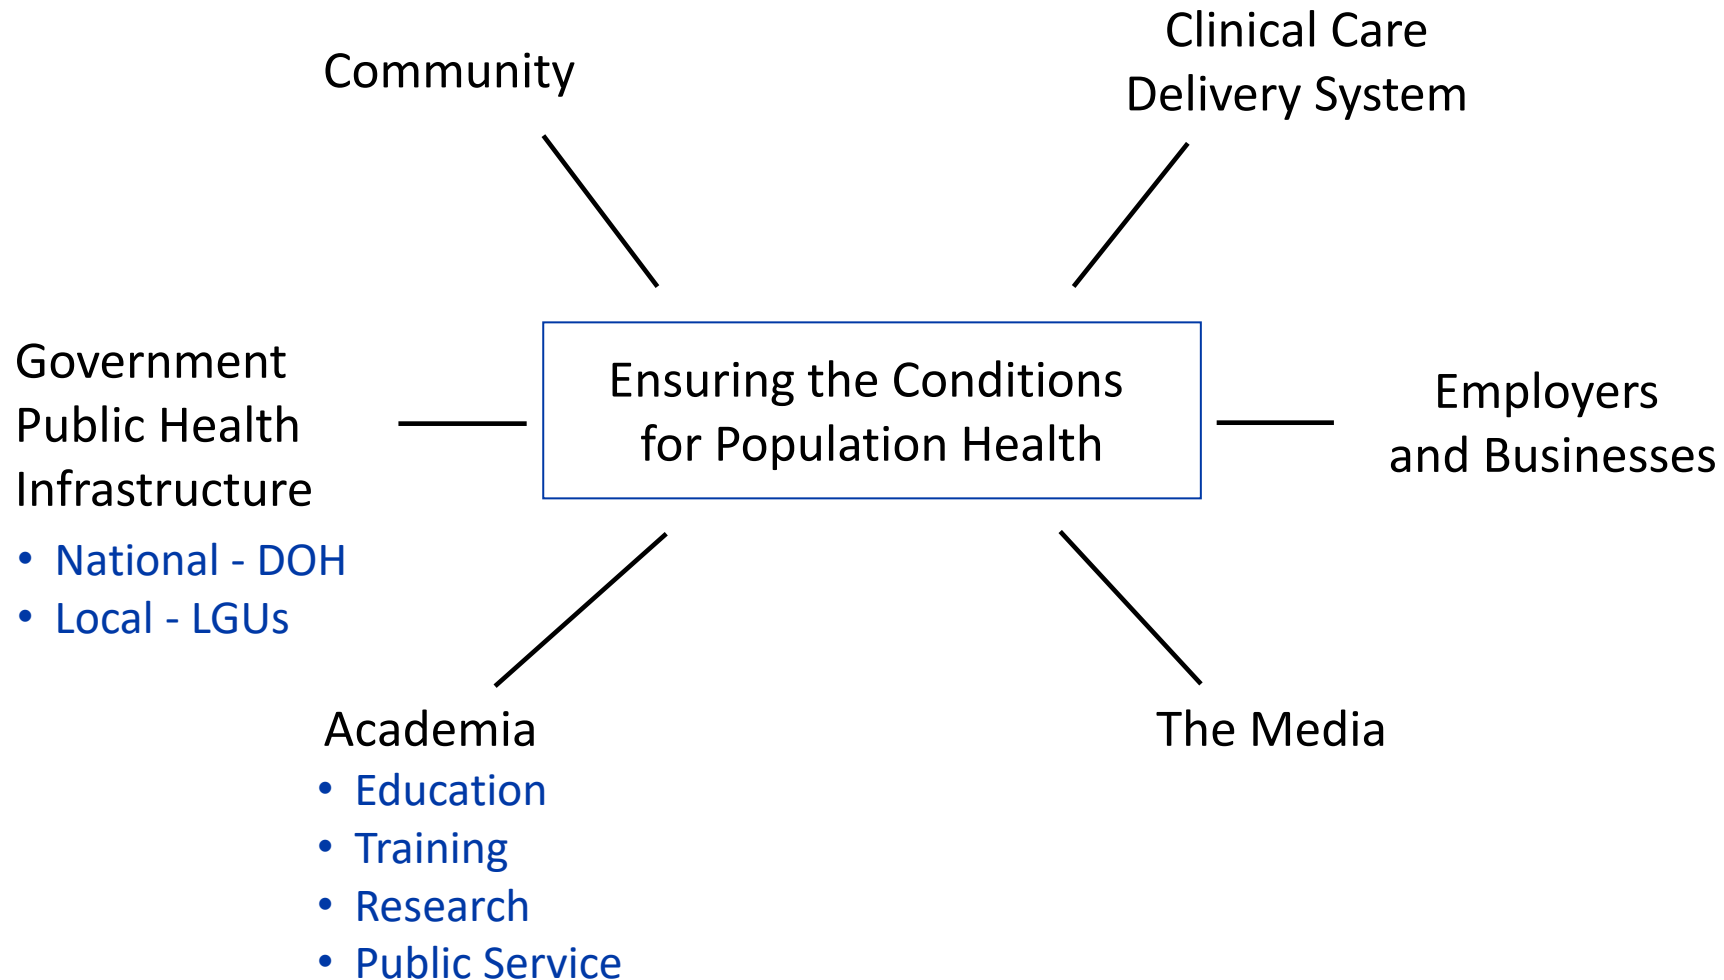 Community
Clinical Care
Delivery System
Government
Public Health
Infrastructure
• National - DOH
• Local - LGUs
Ensuring the Conditions
for Population Health
Employers
and Businesses
Academia
• Education
• Training
• Research
• Public Service
The Media